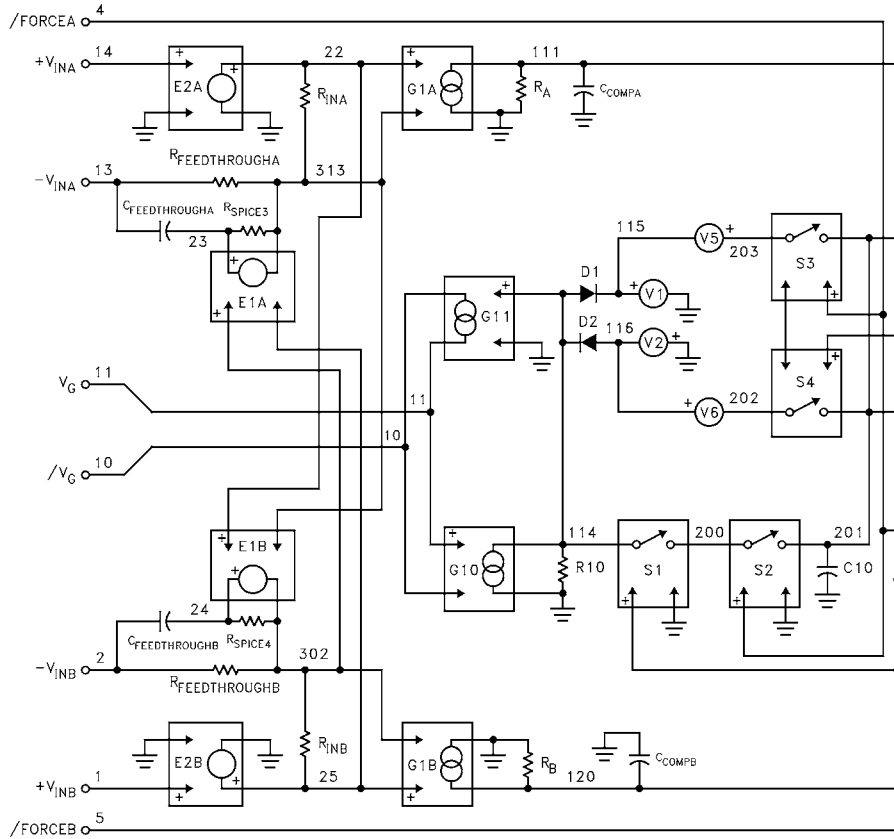 /FORCEA 4
+VINA 14 E2A 22 G1A 111
RINA RA CCOMPA
RFEEDTHROUGHA
-VINA 13 313
CFEEDTHROUGHA RSPICE3
23 115
V5 203 S3
E1A
D1 V1
G11
D2 116 V2
S4
VG 11 11 V6 202
10
/VG 10
E1B
114 200 201
G10 R10 S1 S2 C10
24
CFEEDTHROUGHB RSPICE4
-VINB 2 302
RFEEDTHROUGHB
RINB
E2B G1B RB CCOMPB
+VINB 1 25 120
/FORCEB 5